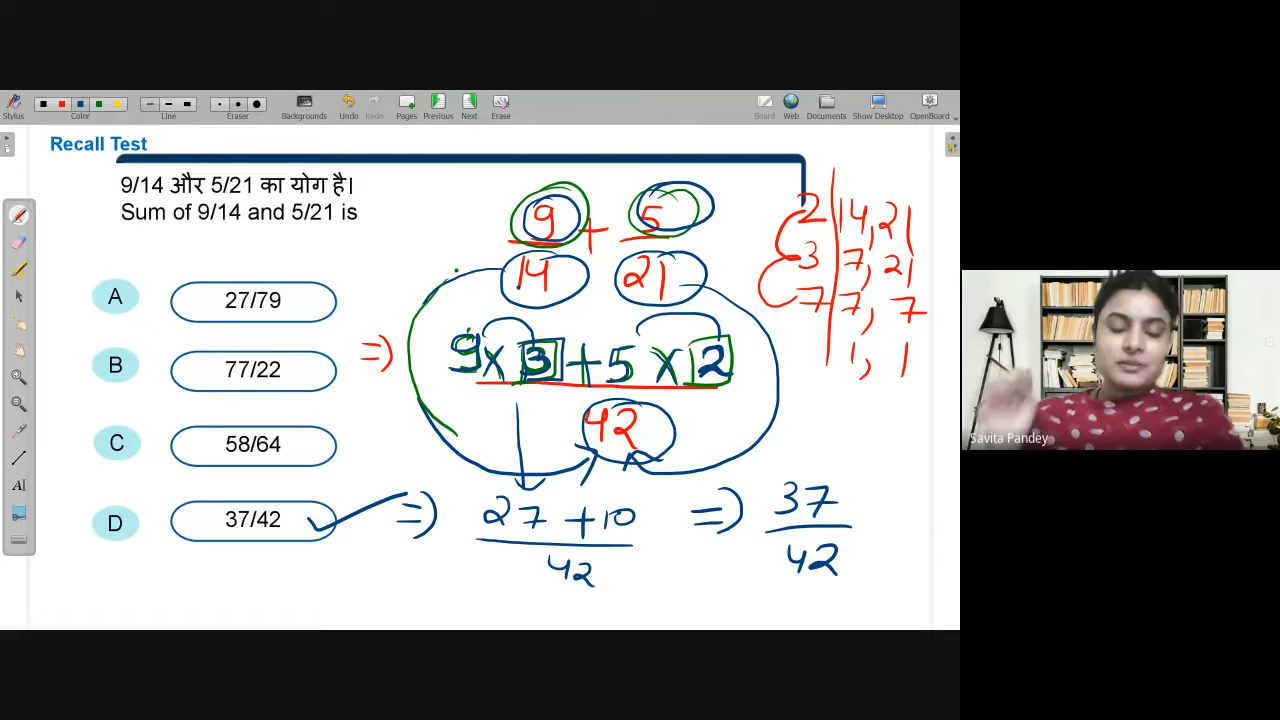 Stylus
Color
Line
Eraser
Backgrounds
Undo
Redo
Pages
Previous
Next
Erase
Board
Web
Documents
Show Desktop
OpenBoard
Recall Test
9/14 और 5/21 का योग है।
Sum of 9/14 and 5/21 is
A 27/79
B 77/22
C 58/64
D 37/42
9 + 5
14 21
=> 9 x 3 + 5 x 2
42
=> 27 + 10 => 37
42 42
2 14, 21
3 7, 21
7 7, 7
1, 1
Savita Pandey